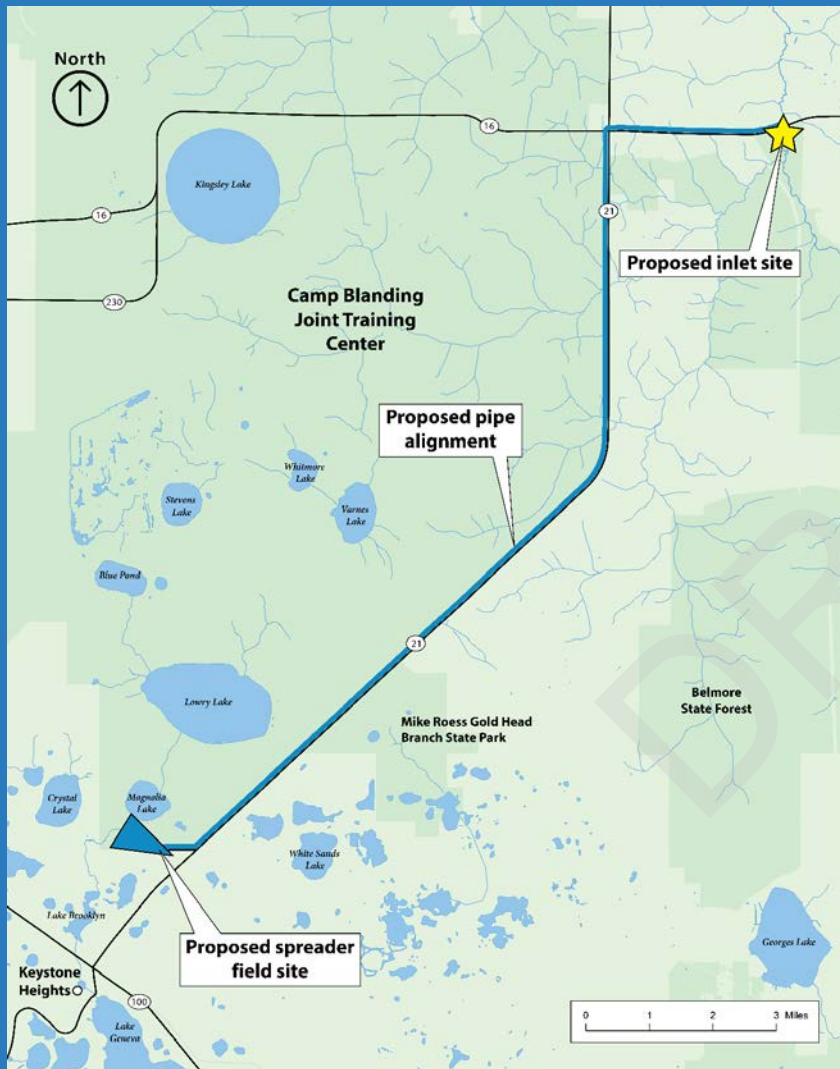 North
16
Kingsley Lake
16
21
Proposed inlet site
230
Camp Blanding
Joint Training
Center
Proposed pipe
alignment
Whitmore
Lake
Stevens
Lake
Varnes
Lake
Blue Pond
21
Lowry Lake
Belmore
State Forest
Mike Roess Gold Head
Branch State Park
Crystal
Lake
Magnolia
Lake
White Sands
Lake
Lake Brooklyn
Proposed spreader
field site
Georges Lake
Keystone
Heights
100
Lake
Geneva
0 1 2 3 Miles